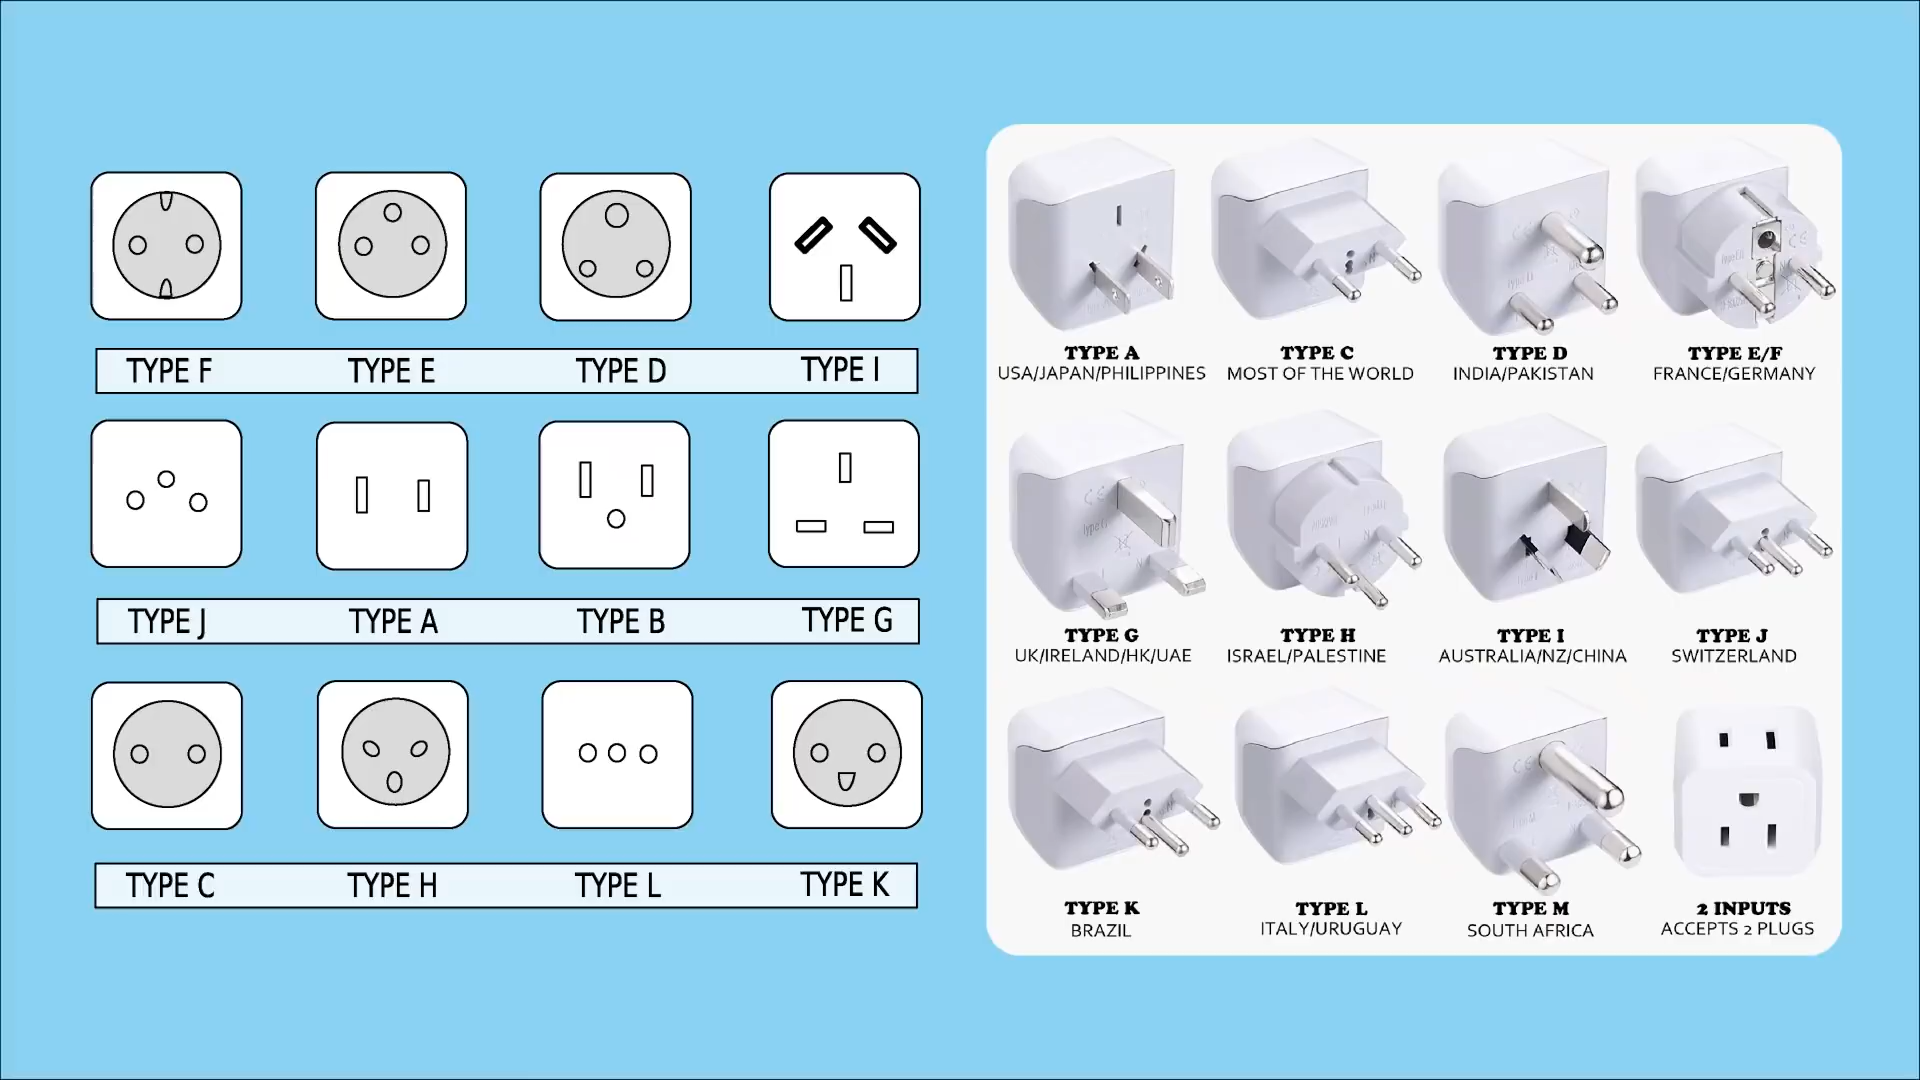 TYPE F TYPE E TYPE D TYPE I
TYPE J TYPE A TYPE B TYPE G
TYPE C TYPE H TYPE L TYPE K
TYPE A TYPE C TYPE D TYPE E/F
USA/JAPAN/PHILIPPINES MOST OF THE WORLD INDIA/PAKISTAN FRANCE/GERMANY
TYPE G TYPE H TYPE I TYPE J
UK/IRELAND/HK/UAE ISRAEL/PALESTINE AUSTRALIA/NZ/CHINA SWITZERLAND
TYPE K TYPE L TYPE M 2 INPUTS
BRAZIL ITALY/URUGUAY SOUTH AFRICA ACCEPTS 2 PLUGS